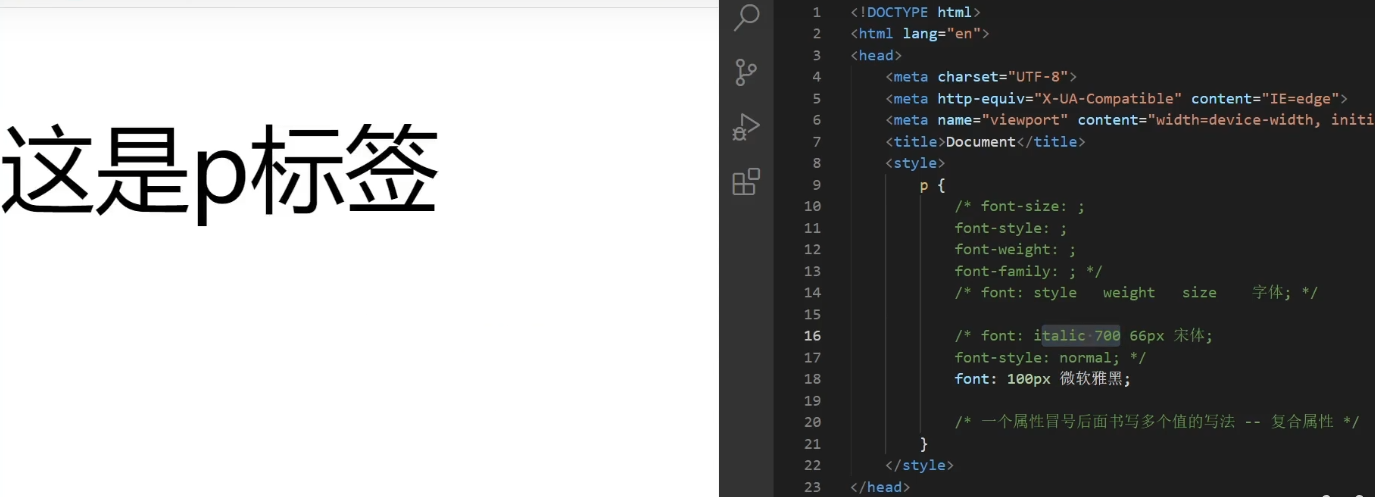 这是p标签
1 <!DOCTYPE html>
2 <html lang="en">
3 <head>
4 <meta charset="UTF-8">
5 <meta http-equiv="X-UA-Compatible" content="IE=edge">
6 <meta name="viewport" content="width=device-width, initi
7 <title>Document</title>
8 <style>
9 p {
10 /* font-size: ;
11 font-style: ;
12 font-weight: ;
13 font-family: ; */
14 /* font: style weight size 字体; */
15
16 /* font: italic 700 66px 宋体;
17 font-style: normal; */
18 font: 100px 微软雅黑;
19
20 /* 一个属性冒号后面书写多个值的写法 -- 复合属性 */
21 }
22 </style>
23 </head>